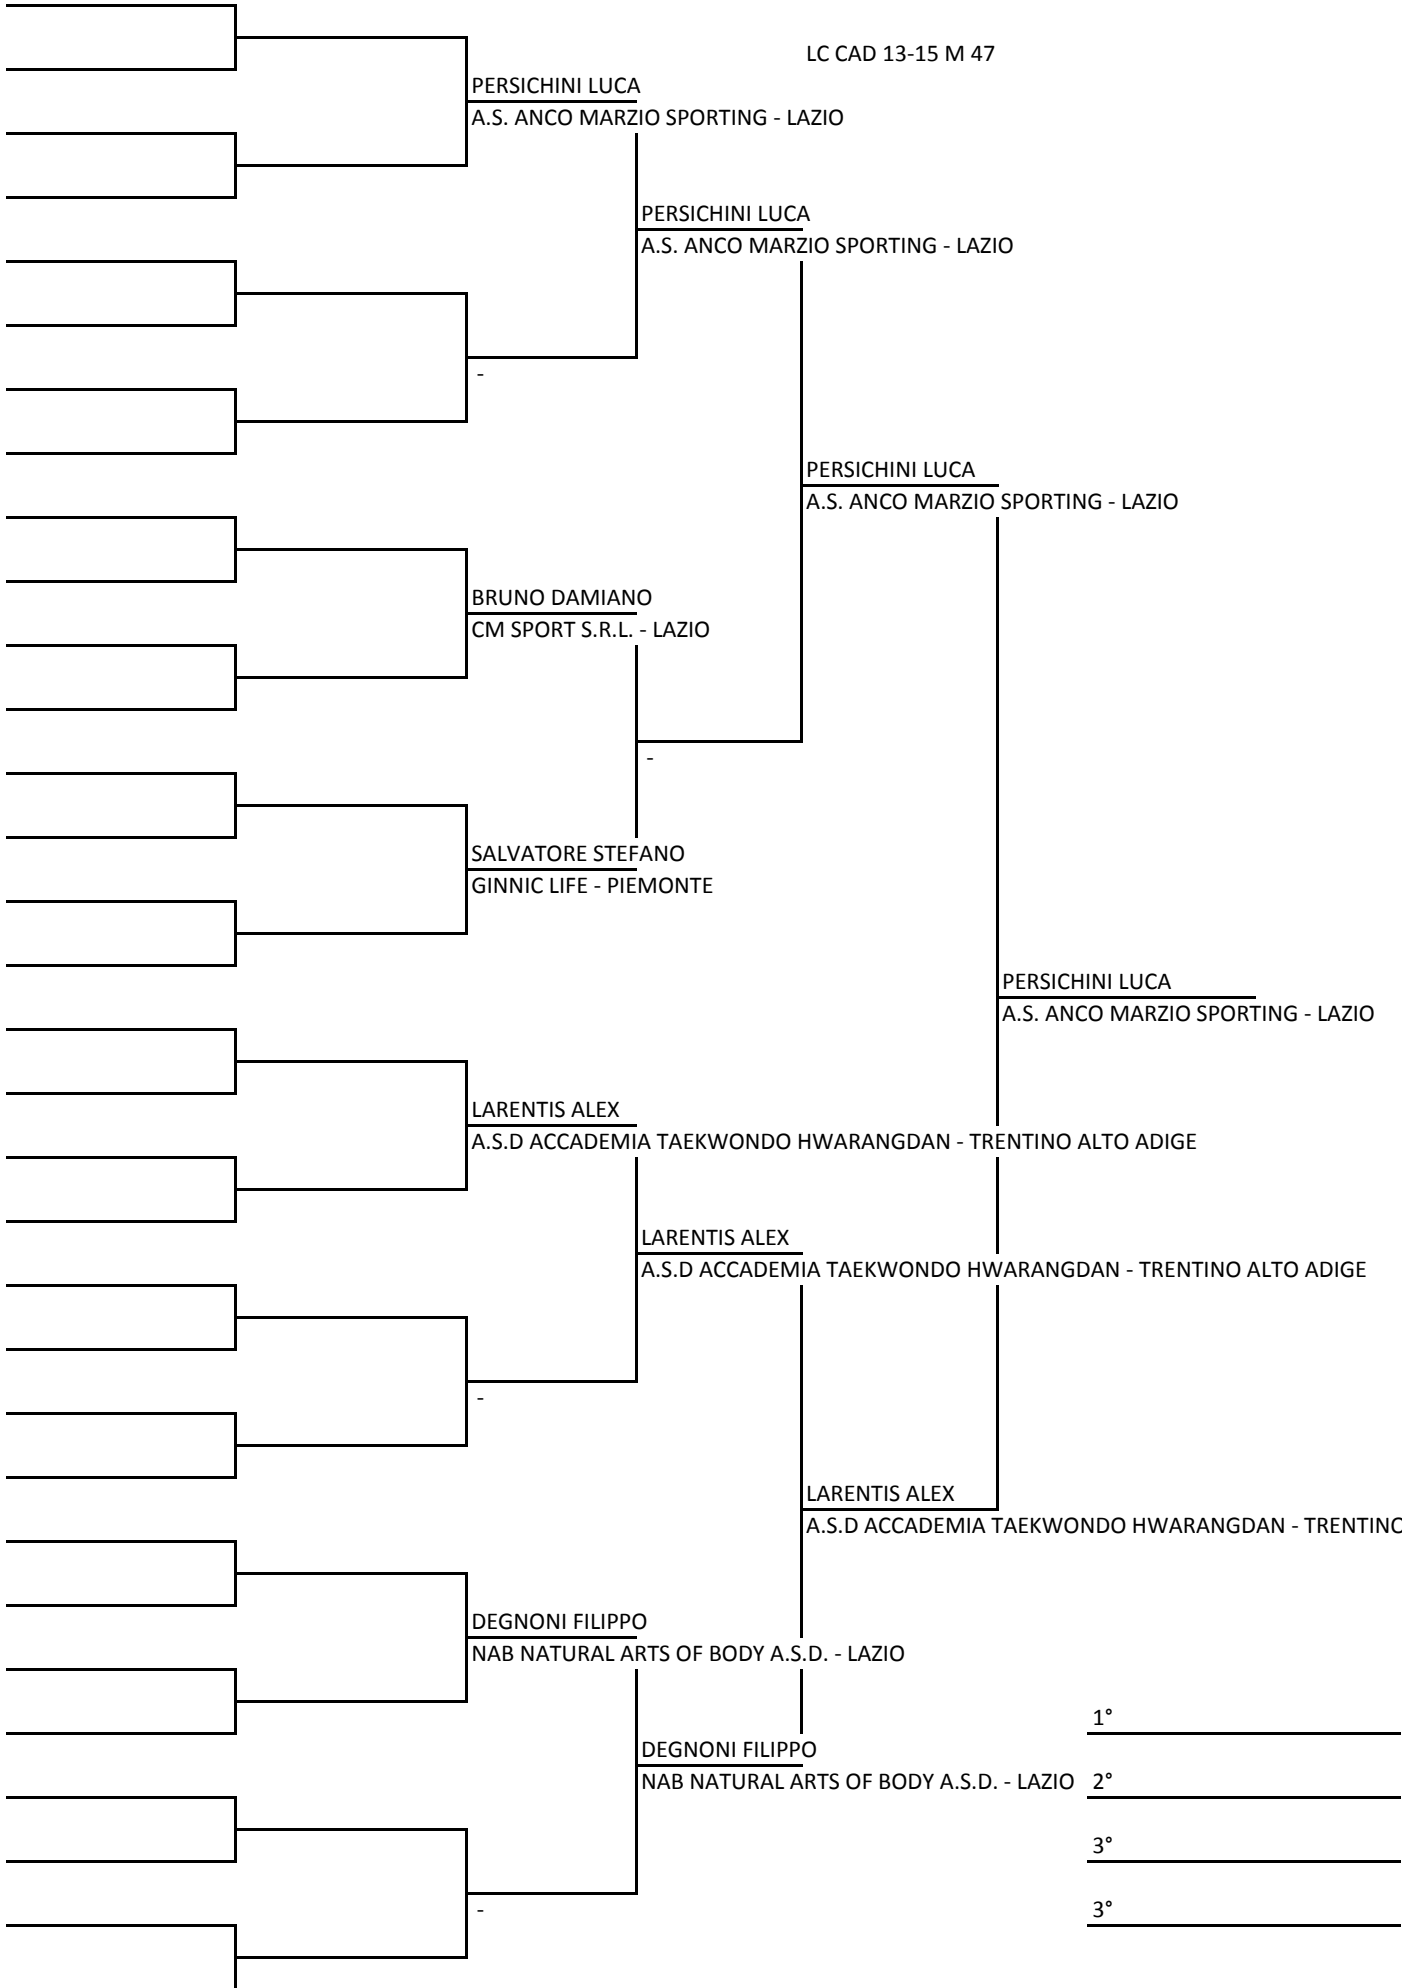 LC CAD 13-15 M 47
PERSICHINI LUCA
A.S. ANCO MARZIO SPORTING - LAZIO
PERSICHINI LUCA
A.S. ANCO MARZIO SPORTING - LAZIO
-
PERSICHINI LUCA
A.S. ANCO MARZIO SPORTING - LAZIO
BRUNO DAMIANO
CM SPORT S.R.L. - LAZIO
-
SALVATORE STEFANO
GINNIC LIFE - PIEMONTE
PERSICHINI LUCA
A.S. ANCO MARZIO SPORTING - LAZIO
LARENTIS ALEX
A.S.D ACCADEMIA TAEKWONDO HWARANGDAN - TRENTINO ALTO ADIGE
LARENTIS ALEX
A.S.D ACCADEMIA TAEKWONDO HWARANGDAN - TRENTINO ALTO ADIGE
-
LARENTIS ALEX
A.S.D ACCADEMIA TAEKWONDO HWARANGDAN - TRENTINO
DEGNONI FILIPPO
NAB NATURAL ARTS OF BODY A.S.D. - LAZIO
1°
DEGNONI FILIPPO
NAB NATURAL ARTS OF BODY A.S.D. - LAZIO
2°
3°
-
3°